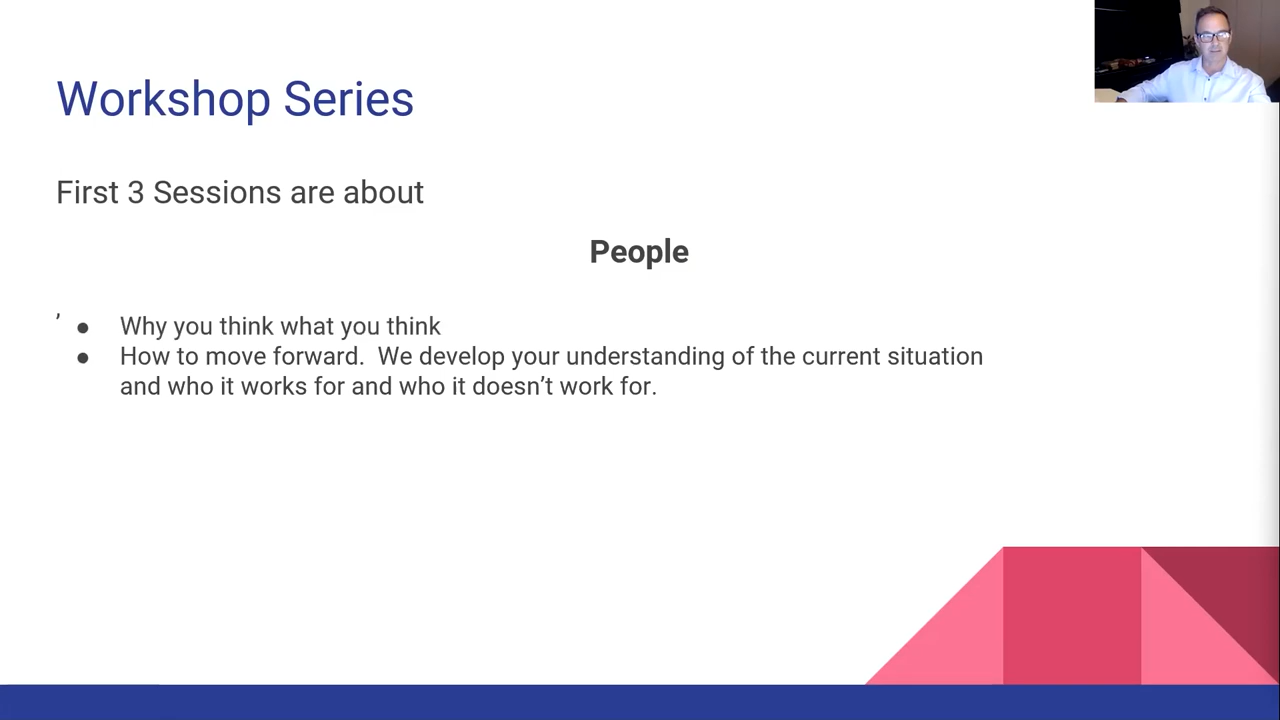 Workshop Series
First 3 Sessions are about
People
’
● Why you think what you think
● How to move forward.  We develop your understanding of the current situation
and who it works for and who it doesn’t work for.